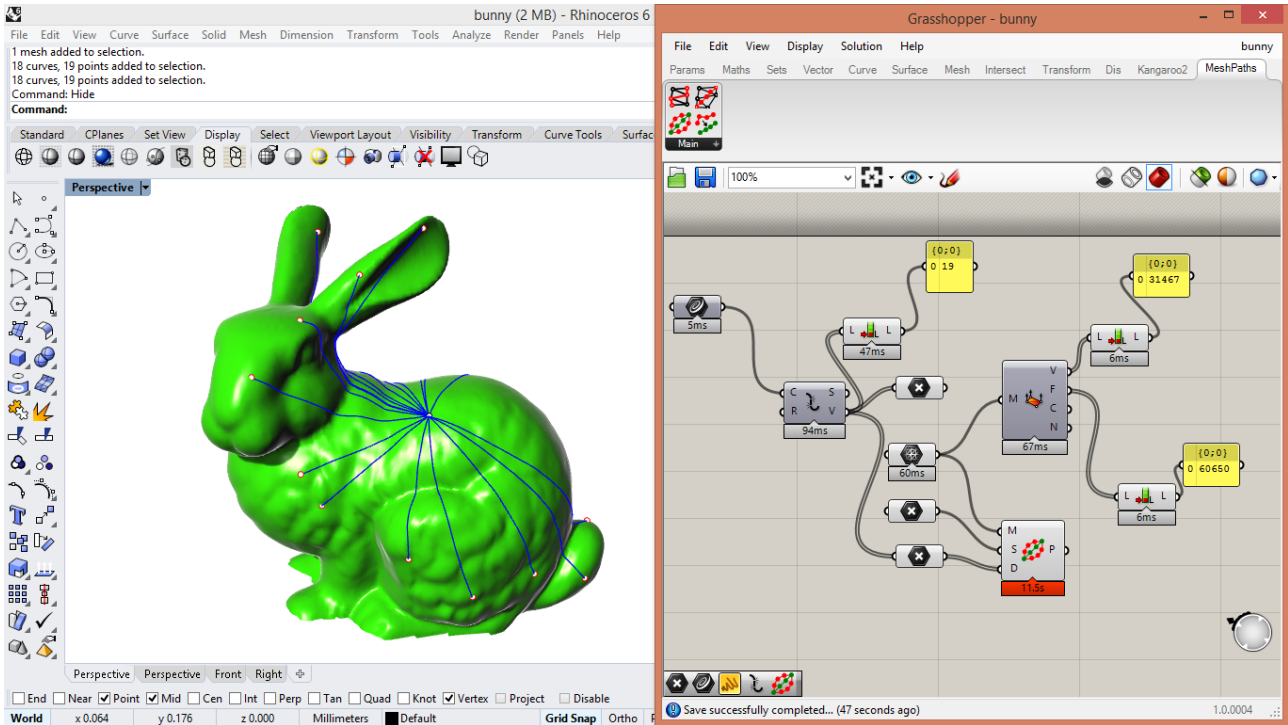 bunny (2 MB) - Rhinoceros 6
File Edit View Curve Surface Solid Mesh Dimension Transform Tools Analyze Render Panels Help
1 mesh added to selection.
18 curves, 19 points added to selection.
18 curves, 19 points added to selection.
Command: Hide
Command:
Standard CPlanes Set View Display Select Viewport Layout Visibility Transform Curve Tools Surfac
Perspective
Perspective Perspective Front Right
End Near Point Mid Cen Int Perp Tan Quad Knot Vertex Project Disable
World x 0.064 y 0.176 z 0.000 Millimeters Default Grid Snap Ortho
Grasshopper - bunny
File Edit View Display Solution Help bunny
Params Maths Sets Vector Curve Surface Mesh Intersect Transform Dis Kangaroo2 MeshPaths
Main
100%
{0;0}
0 19
{0;0}
0 31467
5ms
L L
47ms
L L
6ms
C S
R V
94ms
M
V
F
C
N
67ms
60ms
{0;0}
0 60650
L L
6ms
M
S P
D
11.5s
Save successfully completed... (47 seconds ago) 1.0.0004